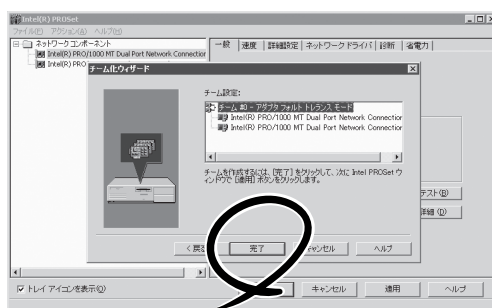 Intel(R) PROSet
ファイル(F) アクション(A) ヘルプ(H)
ネットワークコンポーネント
Intel(R) PRO/1000 MT Dual Port Network Connection
Intel(R) PRO
一般 速度 詳細設定 ネットワークドライバ 診断 省電力
チーム化ウィザード
チーム設定:
チーム #0 - アダプタ フォルト トレランス モード
Intel(R) PRO/1000 MT Dual Port Network Connection
Intel(R) PRO/1000 MT Dual Port Network Connection
チームを作成するには、[完了] をクリックして、次に Intel PROSet ウ
ィンドウで [適用] ボタンをクリックします。
テスト(B)
詳細 (D)
< 戻る
完了
キャンセル
ヘルプ
トレイ アイコンを表示(Q)
キャンセル
適用
ヘルプ